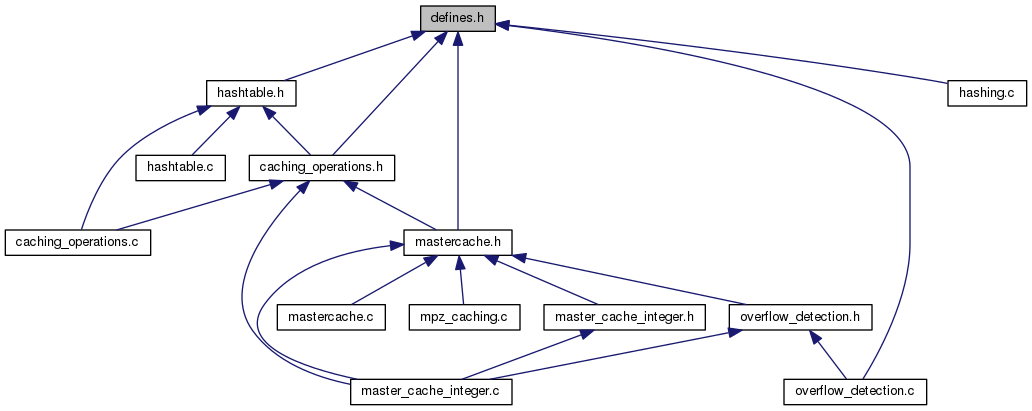 defines.h
hashtable.h
hashing.c
hashtable.c
caching_operations.h
caching_operations.c
mastercache.h
mastercache.c
mpz_caching.c
master_cache_integer.h
overflow_detection.h
master_cache_integer.c
overflow_detection.c